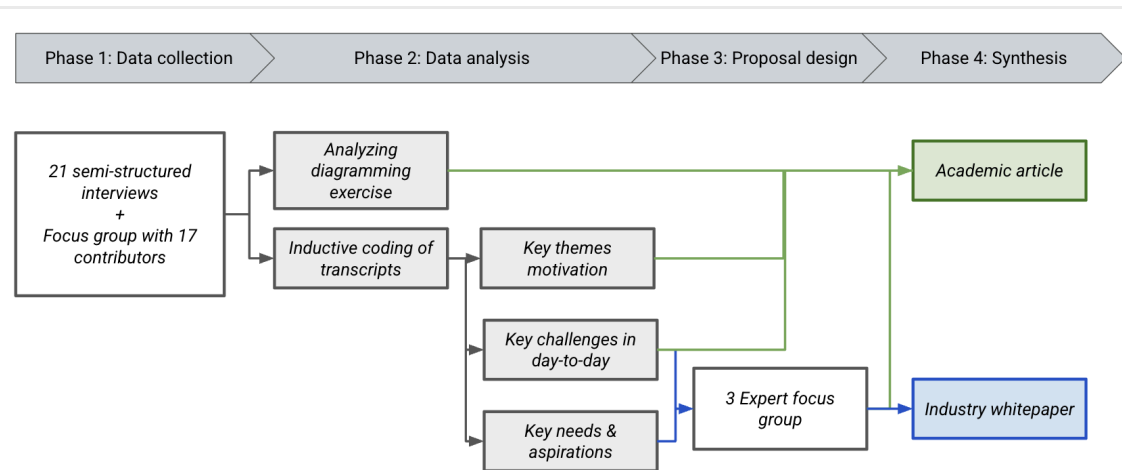 Phase 1: Data collection
Phase 2: Data analysis
Phase 3: Proposal design
Phase 4: Synthesis
21 semi-structured
interviews
+
Focus group with 17
contributors
Analyzing
diagramming
exercise
Inductive coding of
transcripts
Key themes
motivation
Key challenges in
day-to-day
Key needs &
aspirations
3 Expert focus
group
Academic article
Industry whitepaper